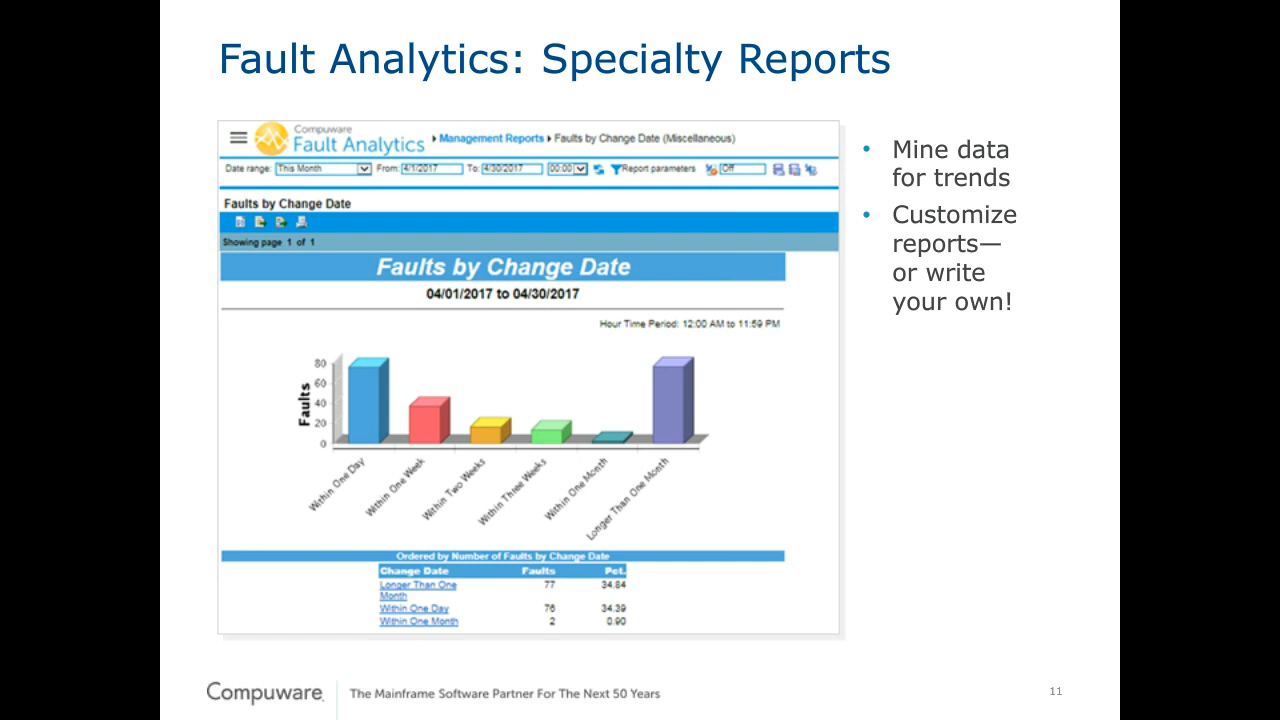 Fault Analytics: Specialty Reports
Compuware
Fault Analytics
Management Reports
Faults by Change Date (Miscellaneous)
Date range: This Month From: 4/1/2017 To: 4/30/2017 00:00 Report parameters Off
Faults by Change Date
Showing page 1 of 1
Faults by Change Date
04/01/2017 to 04/30/2017
Hour Time Period: 12:00 AM to 11:59 PM
Faults
80
60
40
20
0
Within One Day
Within One Week
Within Two Weeks
Within Three Weeks
Within One Month
Longer Than One Month
Ordered by Number of Faults by Change Date
Change Date Faults Pct.
Longer Than One 77 34.84
Month
Within One Day 76 34.39
Within One Month 2 0.90
• Mine data
for trends
• Customize
reports—
or write
your own!
Compuware
The Mainframe Software Partner For The Next 50 Years
11